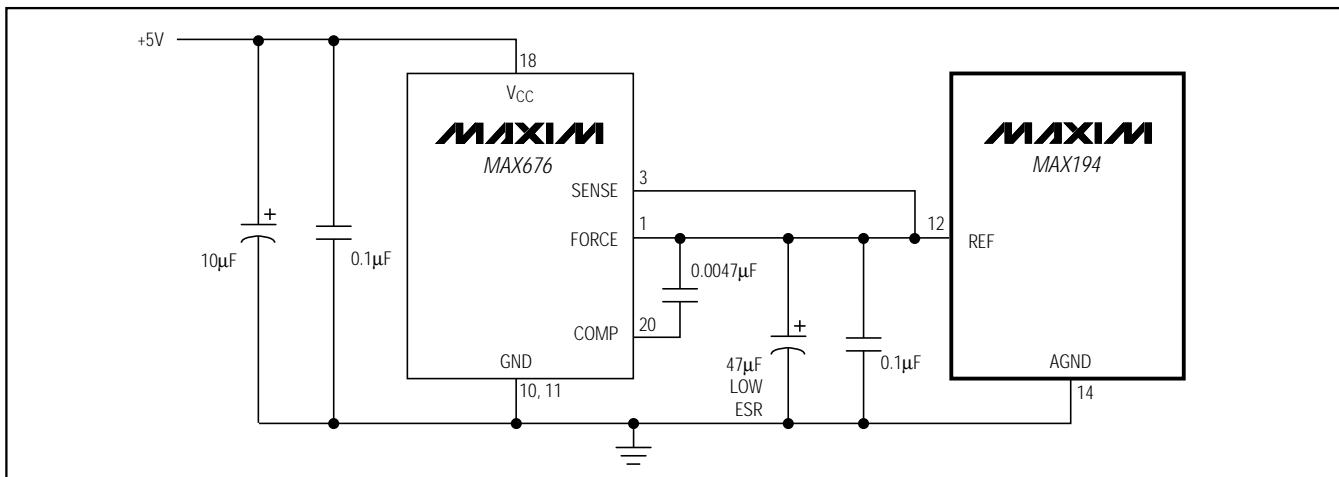 +5V
18
VCC
MAXIM
MAX676
SENSE
3
FORCE
1
COMP
20
GND
10, 11
+
10µF
0.1µF
0.0047µF
+
47µF
LOW
ESR
0.1µF
MAXIM
MAX194
12
REF
AGND
14